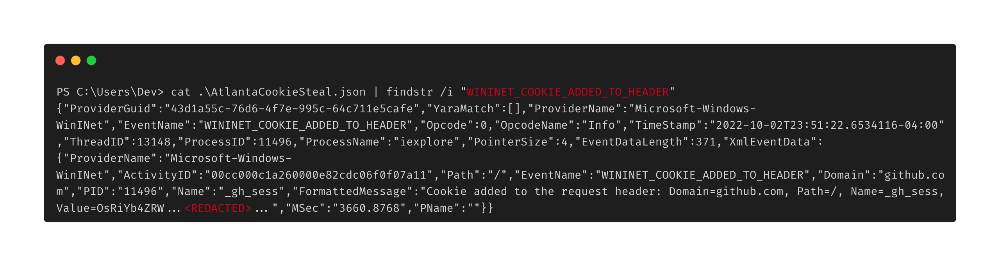 PS C:\Users\Dev> cat .\AtlantaCookieSteal.json | findstr /i "WININET_COOKIE_ADDED_TO_HEADER"
{"ProviderGuid":"43d1a55c-76d6-4f7e-995c-64c711e5cafe","YaraMatch":[],"ProviderName":"Microsoft-Windows-
WinINet","EventName":"WININET_COOKIE_ADDED_TO_HEADER","Opcode":0,"OpcodeName":"Info","TimeStamp":"2022-10-02T23:51:22.6534116-04:00"
,"ThreadID":13148,"ProcessID":11496,"ProcessName":"iexplore","PointerSize":4,"EventDataLength":371,"XmlEventData":
{"ProviderName":"Microsoft-Windows-
WinINet","ActivityID":"00cc000c1a260000e82cdc06f0f07a11","Path":"/","EventName":"WININET_COOKIE_ADDED_TO_HEADER","Domain":"github.co
m","PID":"11496","Name":"_gh_sess","FormattedMessage":"Cookie added to the request header: Domain=github.com, Path=/, Name=_gh_sess,
Value=OsRiYb4ZRW...<REDACTED>...","MSec":"3660.8768","PName":""}}